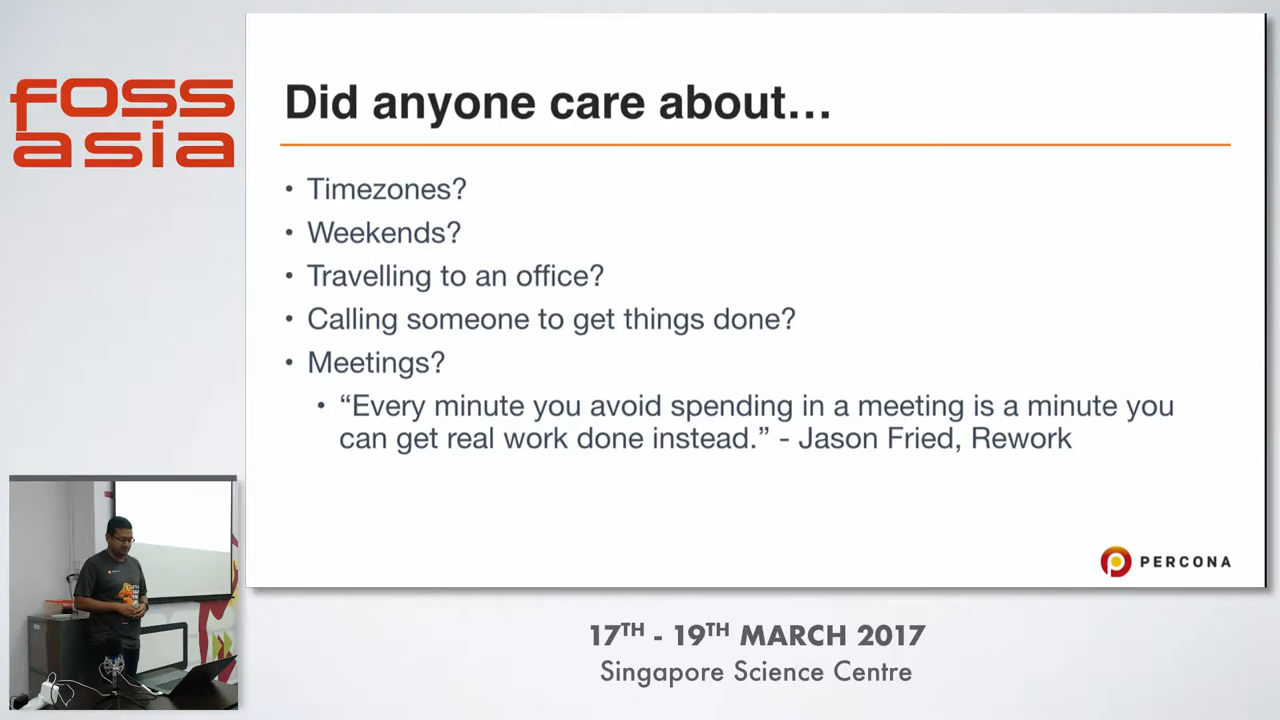 foss
asia
Did anyone care about…
• Timezones?
• Weekends?
• Travelling to an office?
• Calling someone to get things done?
• Meetings?
• “Every minute you avoid spending in a meeting is a minute you
can get real work done instead.” - Jason Fried, Rework
PERCONA
17TH - 19TH MARCH 2017
Singapore Science Centre